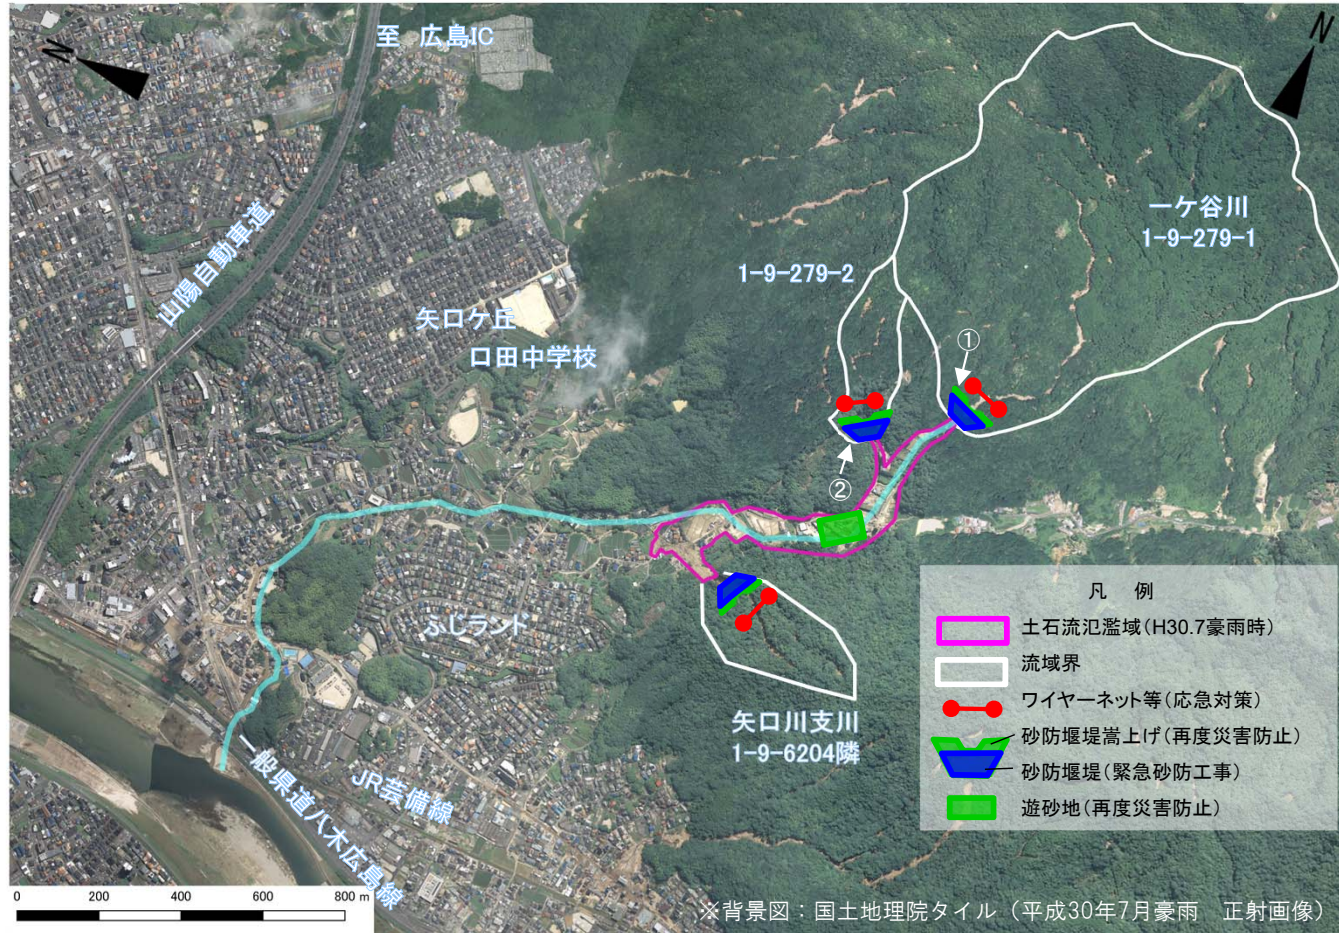 N
至 広島IC
N
山陽自動車道
矢口ケ丘
口田中学校
一ケ谷川
1-9-279-1
1-9-279-2
①
②
ふじランド
矢口川支川
1-9-6204隣
JR芸備線
一般県道八木広島線
凡 例
土石流氾濫域(H30.7豪雨時)
流域界
ワイヤーネット等(応急対策)
砂防堰堤嵩上げ(再度災害防止)
砂防堰堤(緊急砂防工事)
遊砂地(再度災害防止)
0 200 400 600 800 m
※背景図：国土地理院タイル（平成30年7月豪雨 正射画像）